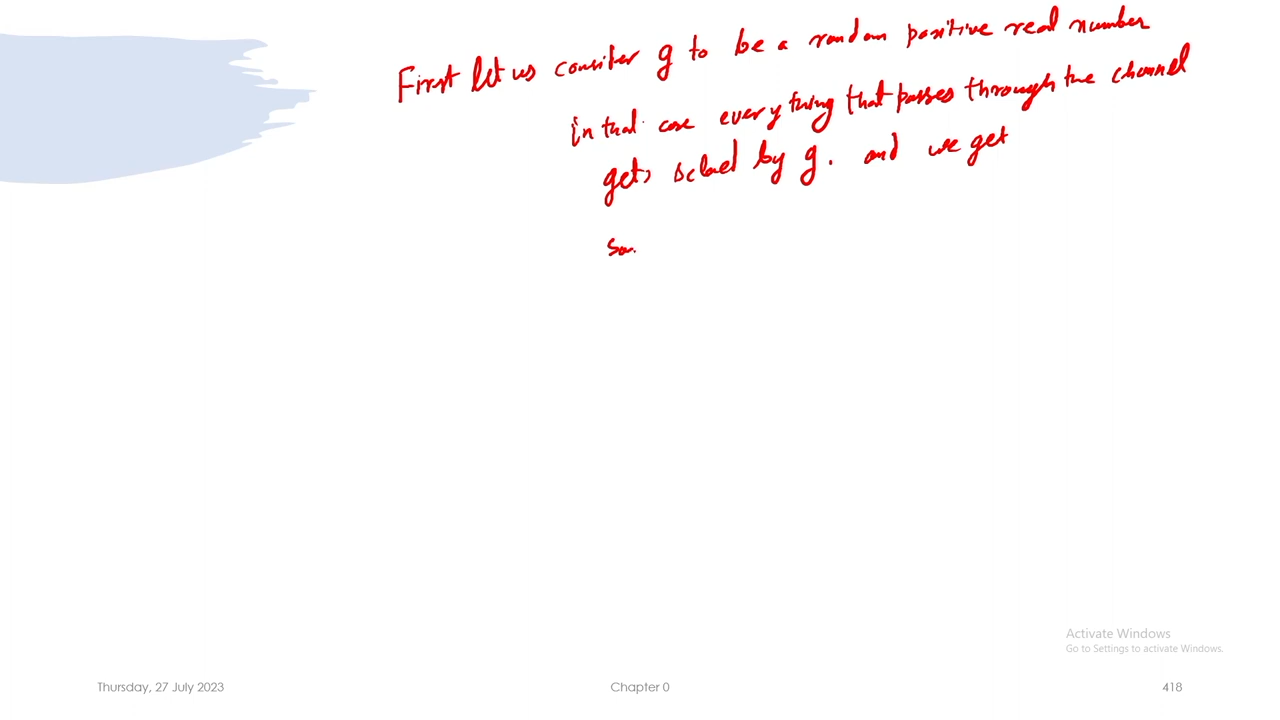 First let us consider g to be a random positive real number
in that case everything that passes through the channel
gets sclaed by g. and we get
Activate Windows
Go to Settings to activate Windows.
Thursday, 27 July 2023
Chapter 0
418